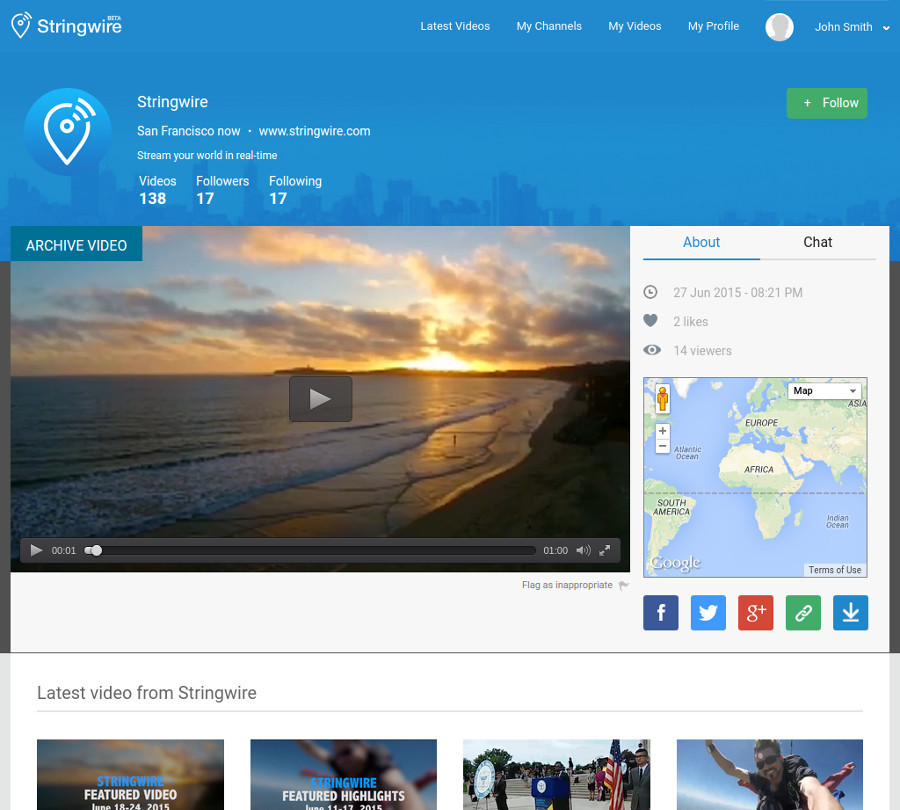 Stringwire BETA
Latest Videos My Channels My Videos My Profile John Smith
Stringwire
San Francisco now • www.stringwire.com
Stream your world in real-time
Videos Followers Following
138 17 17
+ Follow
ARCHIVE VIDEO
00:01 01:00
Flag as inappropriate
About Chat
27 Jun 2015 - 08:21 PM
2 likes
14 viewers
Map
ASIA
EUROPE
Atlantic
Ocean
AFRICA
SOUTH
AMERICA
Indian
Ocean
Google
Terms of Use
f g+
Latest video from Stringwire
STRINGWIRE
FEATURED VIDEO
June 18-24, 2015
STRINGWIRE
FEATURED HIGHLIGHTS
June 11-17, 2015